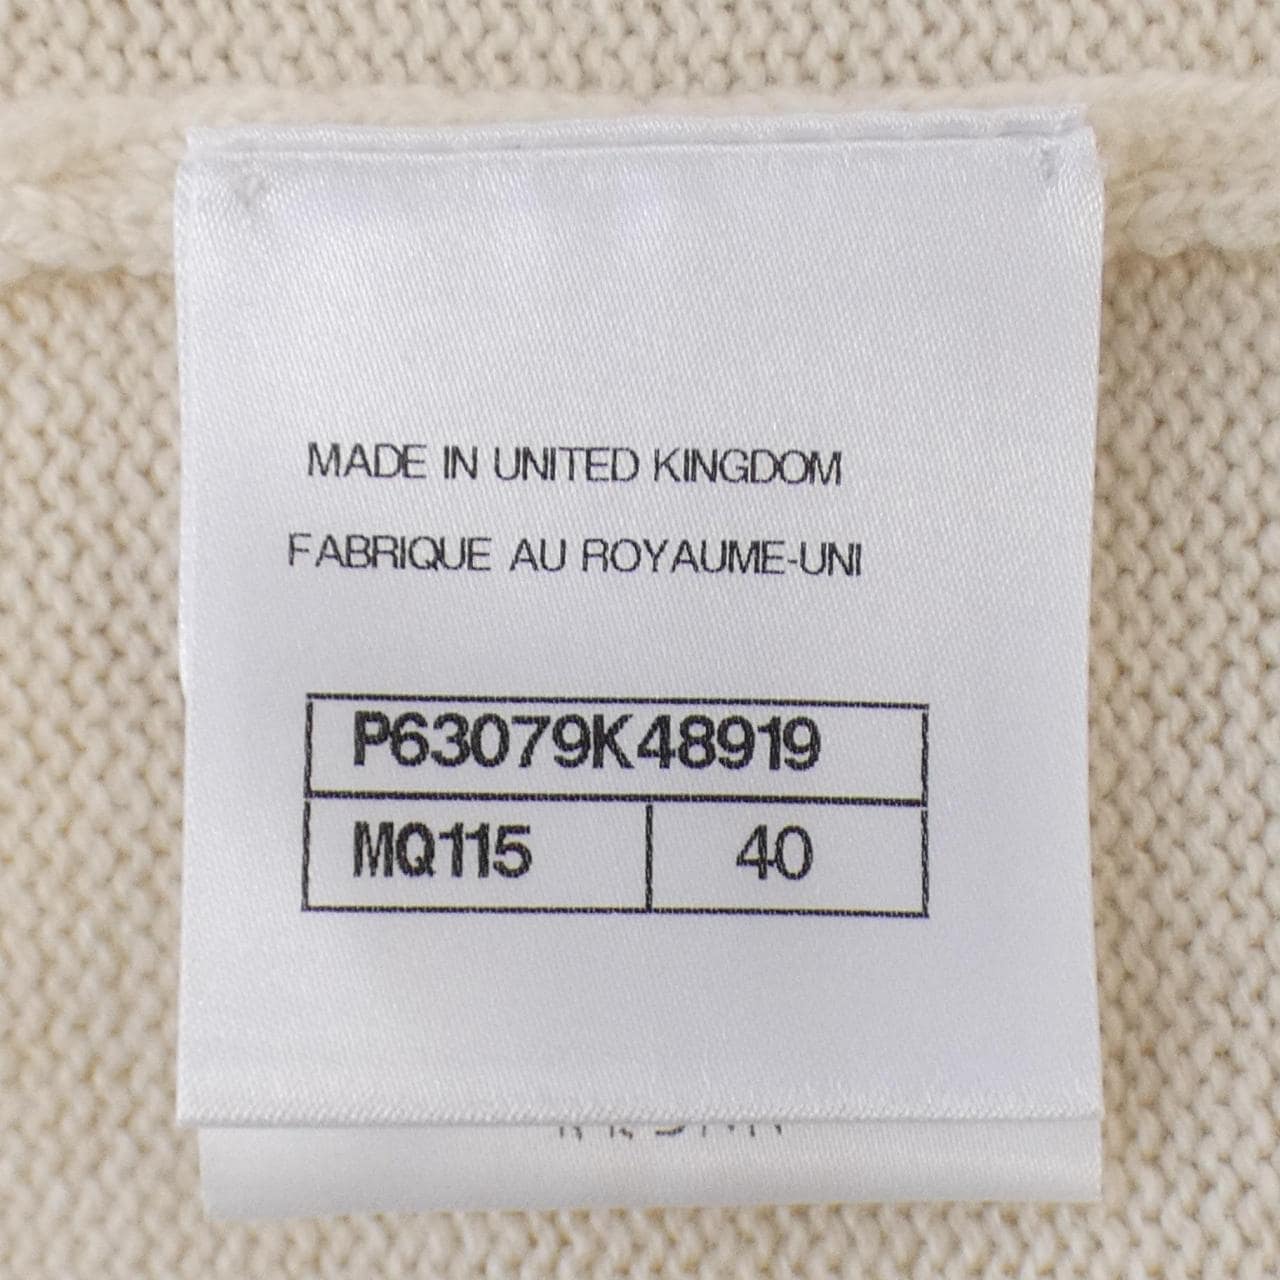 MADE IN UNITED KINGDOM
FABRIQUE AU ROYAUME-UNI
P63079K48919
MQ115 40